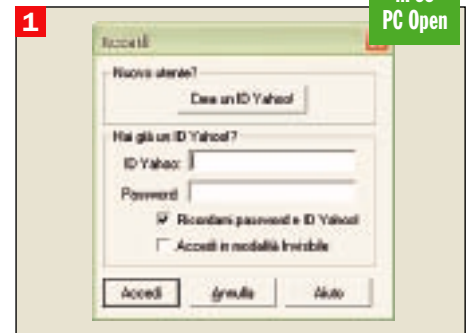 1
PC Open
Accedi
Nuovo utente?
Crea un ID Yahoo!
Hai già un ID Yahoo!?
ID Yahoo:
Password:
Ricordami password e ID Yahoo!
Accedi in modalità Invisibile
Accedi
Annulla
Aiuto